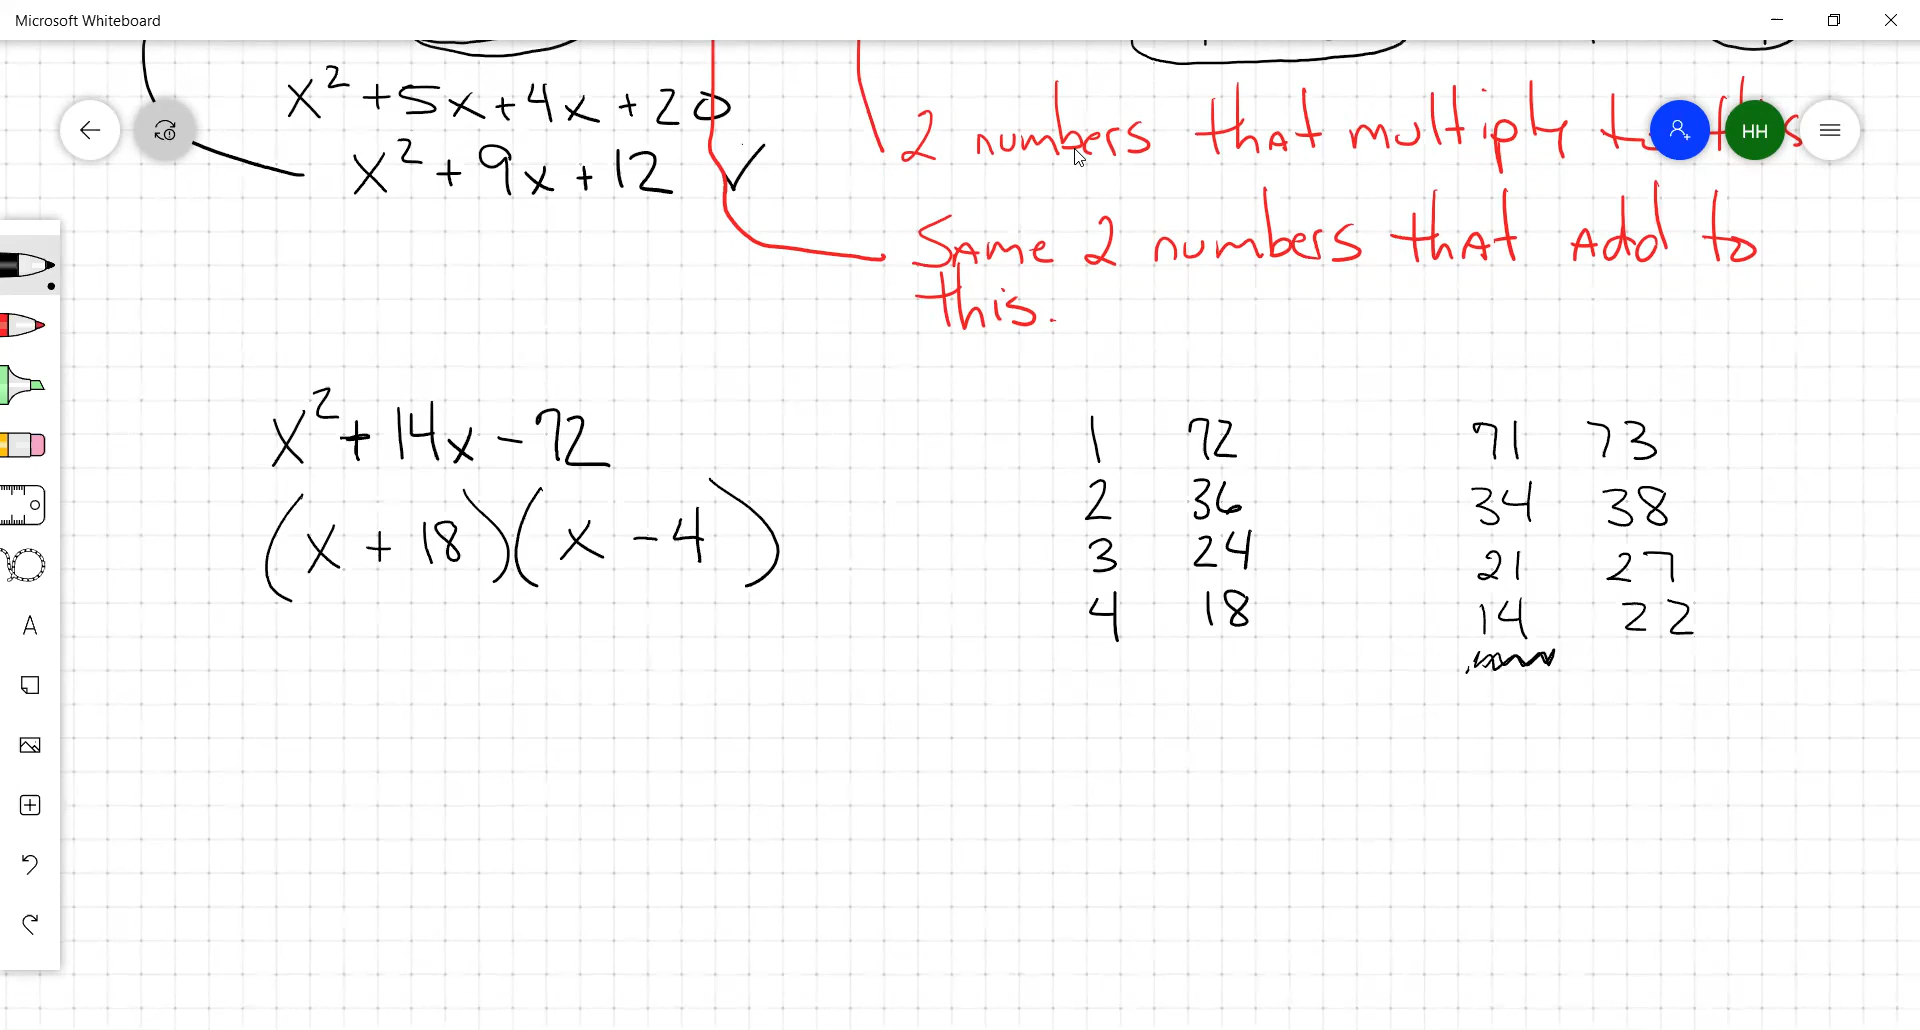 Microsoft Whiteboard
x² + 5x + 4x + 20
x² + 9x + 12 ✓
2 numbers that multiply
HH
Same 2 numbers that add to
this.
x² + 14x - 72
(x + 18)(x - 4)
1 72 71 73
2 36 34 38
3 24 21 27
4 18 14 22